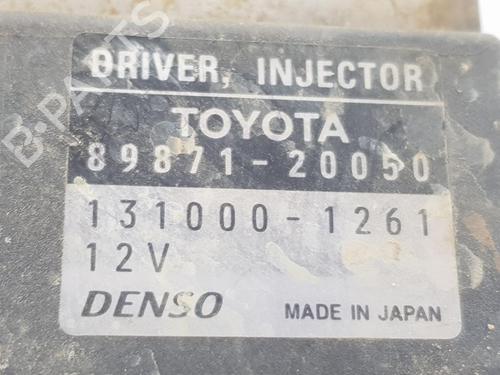 B-PARTS
DRIVER, INJECTOR
TOYOTA
89871-20050
131000-1261
12V
DENSO MADE IN JAPAN